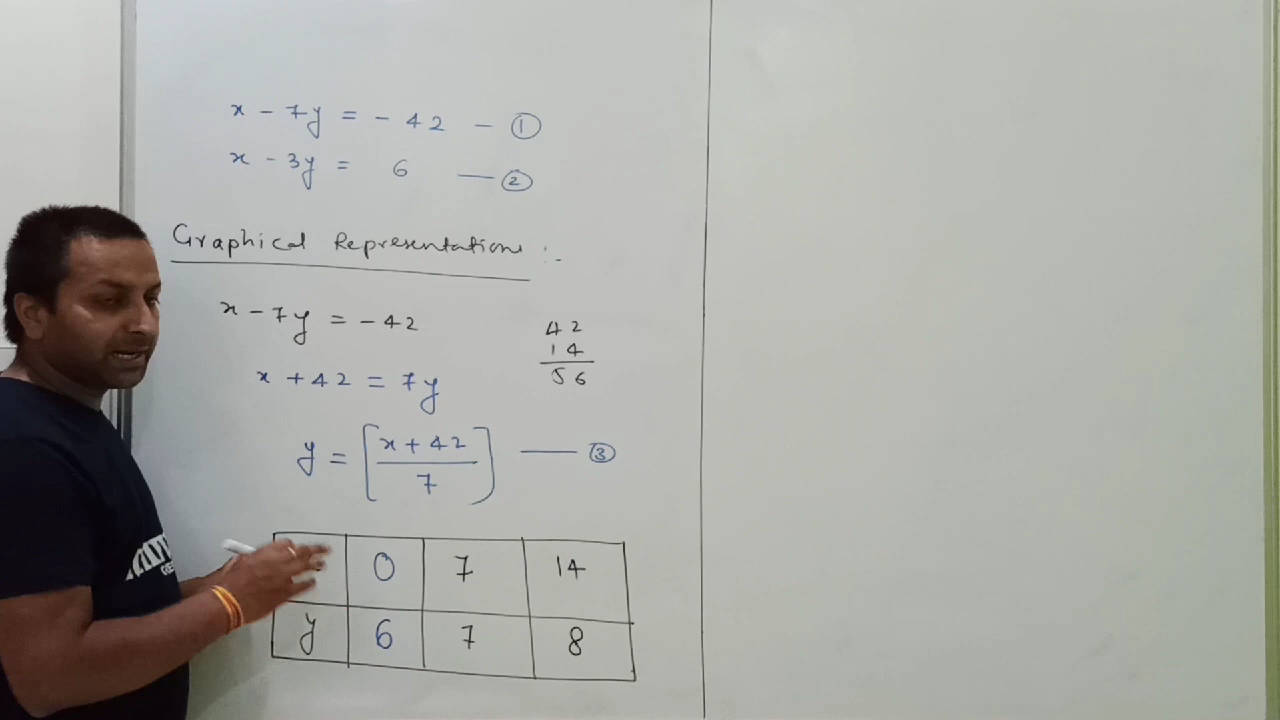 x - 7y = - 42 - ①
x - 3y = 6 — ②
Graphical Representations :-
x - 7y = - 42
x + 42 = 7y
42
14
56
y = [x + 42 / 7] — ③
0 7 14
y 6 7 8